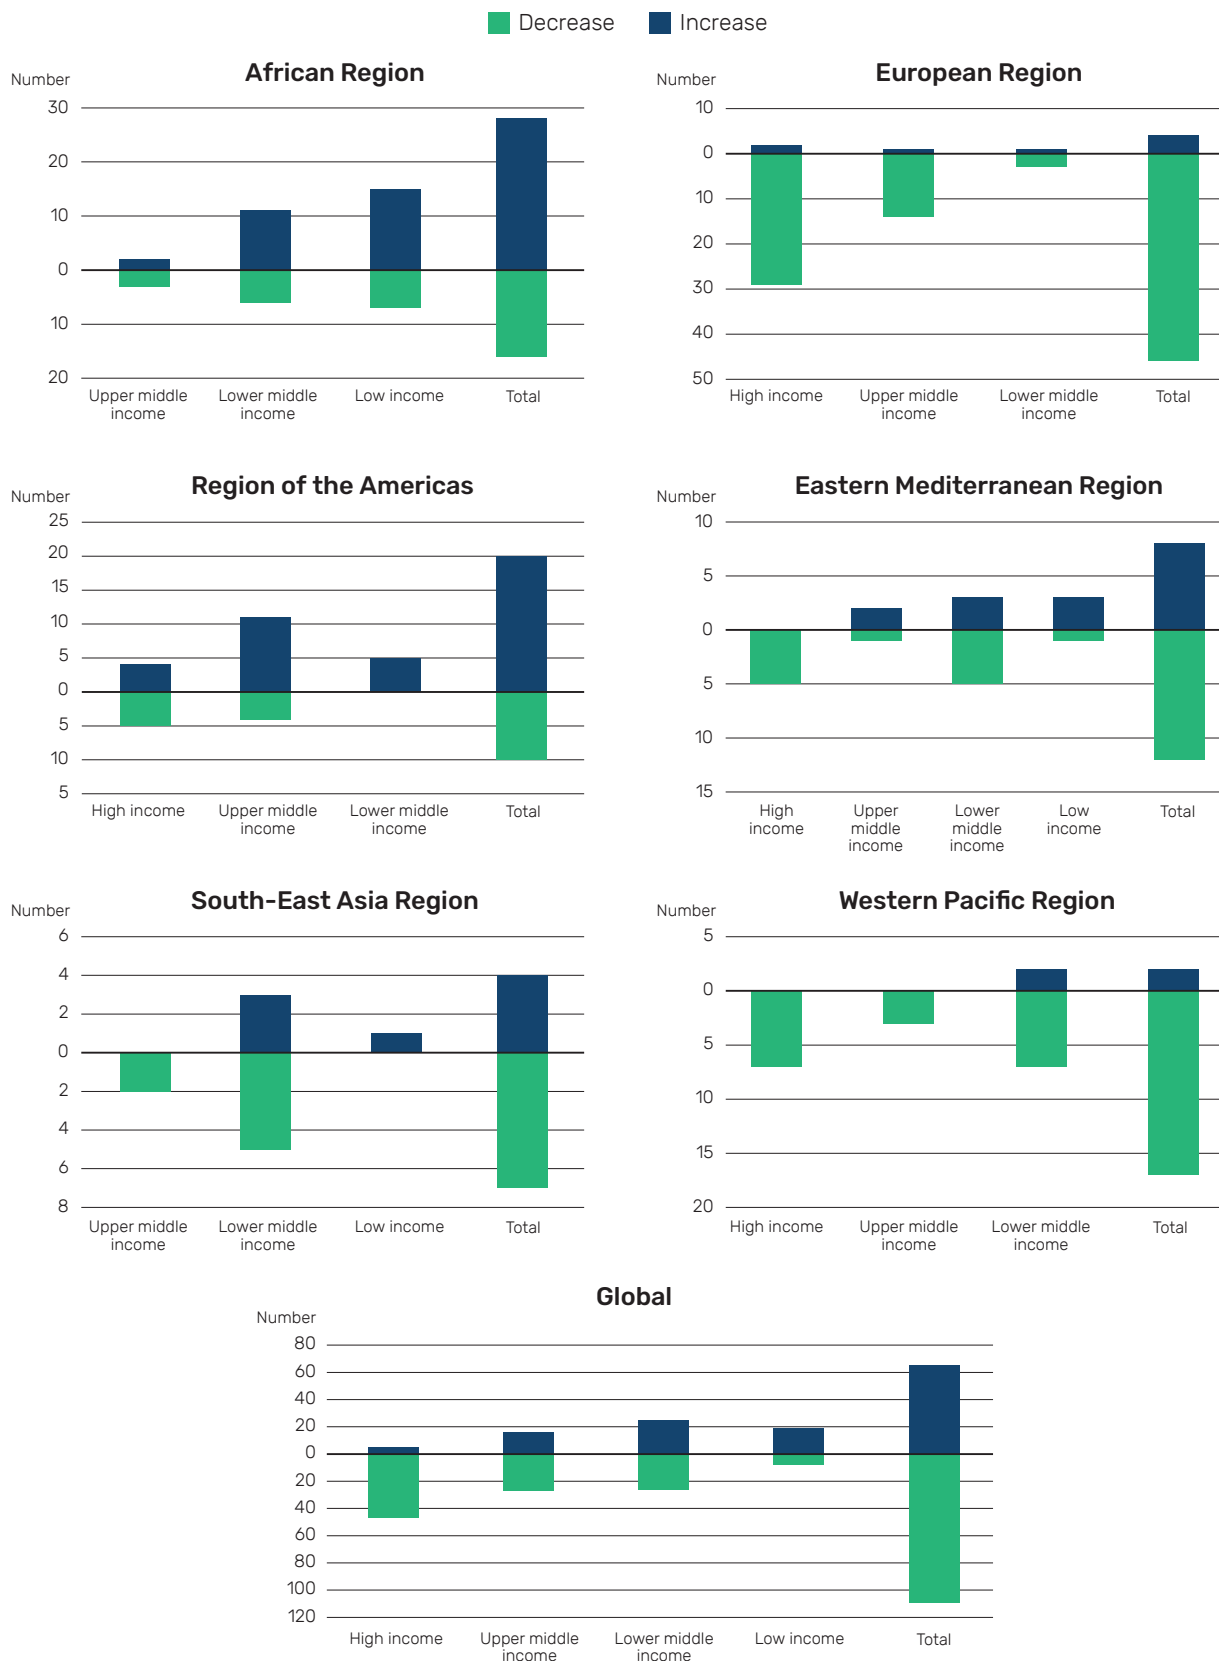 Decrease Increase
African Region
Number
30
20
10
0
10
20
Upper middle income
Lower middle income
Low income
Total
European Region
Number
10
0
10
20
30
40
50
High income
Upper middle income
Lower middle income
Total
Region of the Americas
Number
25
20
15
10
5
0
5
10
5
High income
Upper middle income
Lower middle income
Total
Eastern Mediterranean Region
Number
10
5
0
5
10
15
High income
Upper middle income
Lower middle income
Low income
Total
South-East Asia Region
Number
6
4
2
0
2
4
6
8
Upper middle income
Lower middle income
Low income
Total
Western Pacific Region
Number
5
0
5
10
15
20
High income
Upper middle income
Lower middle income
Total
Global
Number
80
60
40
20
0
20
40
60
80
100
120
High income
Upper middle income
Lower middle income
Low income
Total